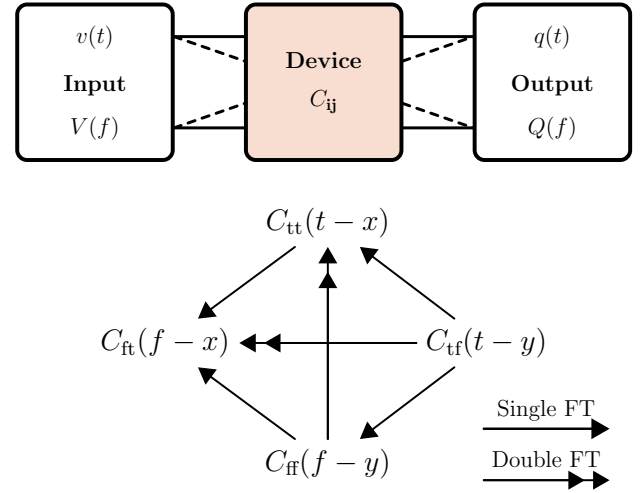 v(t)
Input
V(f)
Device
C_ij
q(t)
Output
Q(f)
C_tt(t − x)
C_ft(f − x)
C_tf(t − y)
C_ff(f − y)
Single FT
Double FT